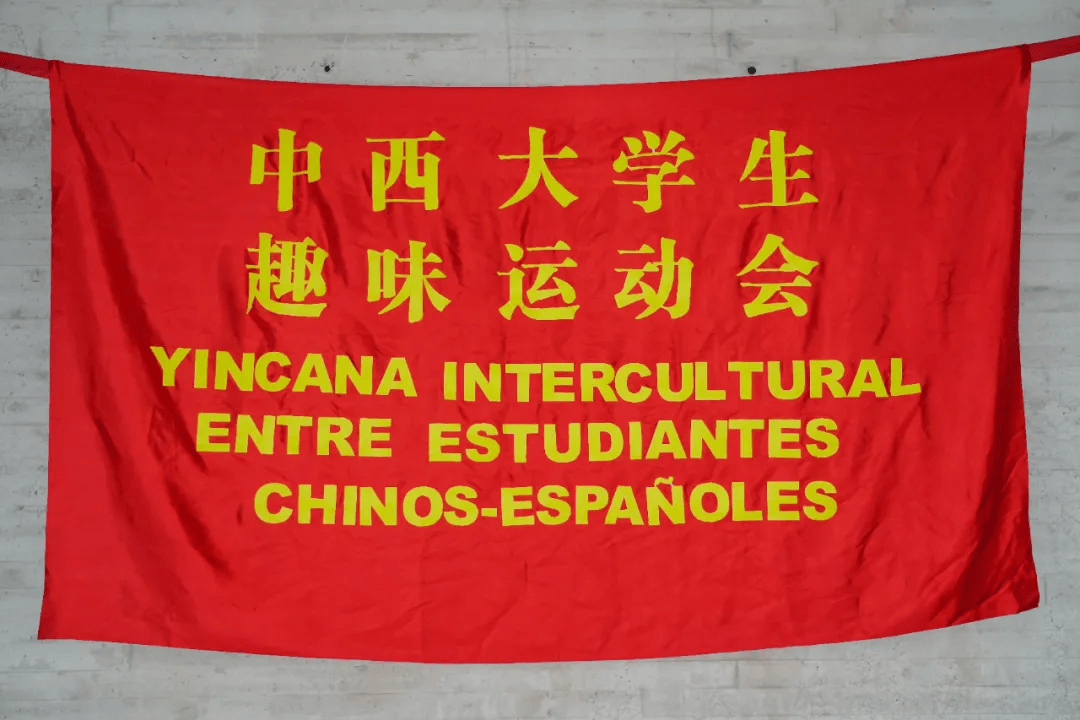 中西大学生
趣味运动会
YINCANA INTERCULTURAL
ENTRE ESTUDIANTES
CHINOS-ESPAÑOLES